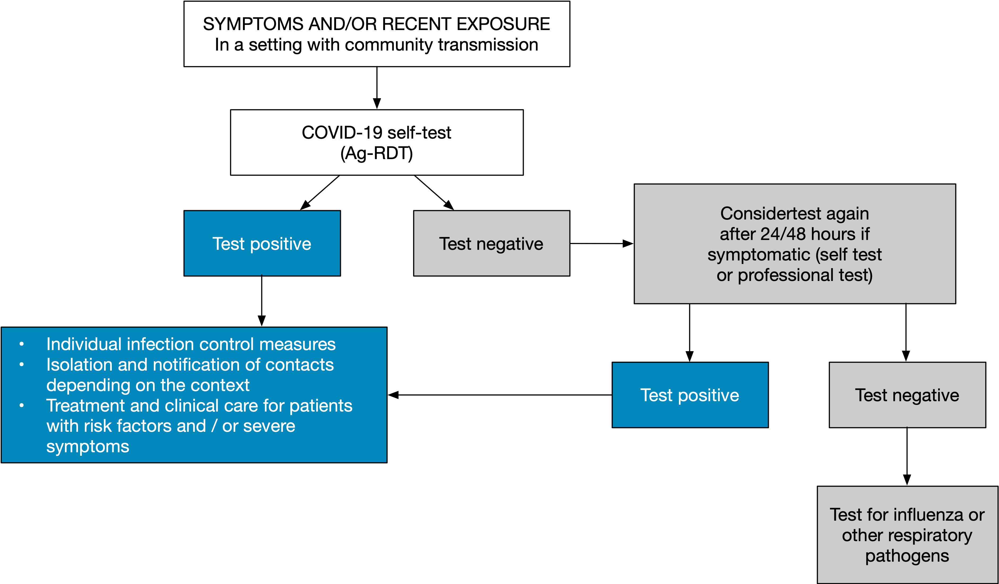 SYMPTOMS AND/OR RECENT EXPOSURE
In a setting with community transmission
COVID-19 self-test
(Ag-RDT)
Test positive
Test negative
Considertest again
after 24/48 hours if
symptomatic (self test
or professional test)
• Individual infection control measures
• Isolation and notification of contacts
depending on the context
• Treatment and clinical care for patients
with risk factors and / or severe
symptoms
Test positive
Test negative
Test for influenza or
other respiratory
pathogens